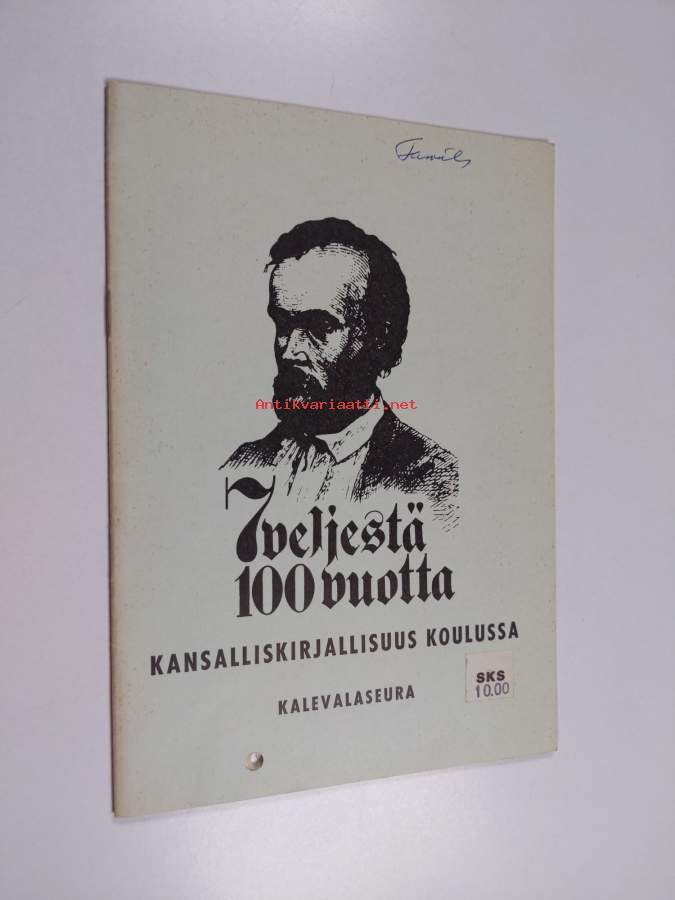 Antikvariaatti.net
7 veljestä
100 vuotta
KANSALLISKIRJALLISUUS KOULUSSA
SKS
10.00
KALEVALASEURA